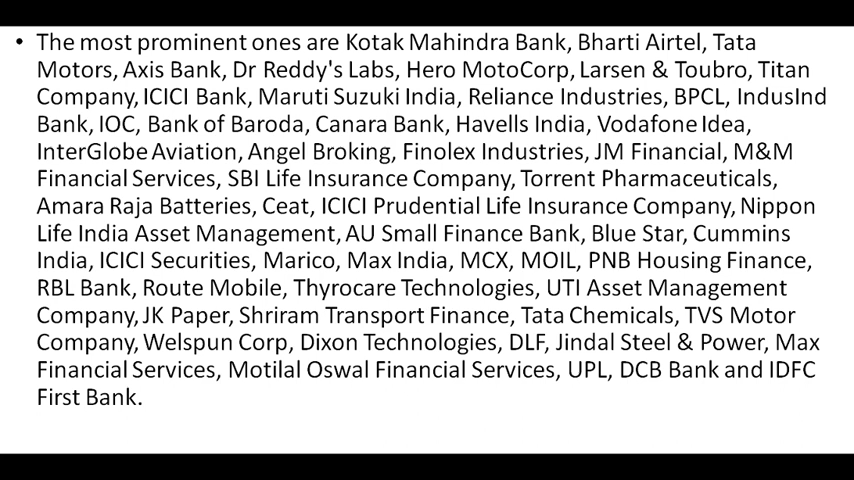 • The most prominent ones are Kotak Mahindra Bank, Bharti Airtel, Tata
Motors, Axis Bank, Dr Reddy's Labs, Hero MotoCorp, Larsen & Toubro, Titan
Company, ICICI Bank, Maruti Suzuki India, Reliance Industries, BPCL, IndusInd
Bank, IOC, Bank of Baroda, Canara Bank, Havells India, Vodafone Idea,
InterGlobe Aviation, Angel Broking, Finolex Industries, JM Financial, M&M
Financial Services, SBI Life Insurance Company, Torrent Pharmaceuticals,
Amara Raja Batteries, Ceat, ICICI Prudential Life Insurance Company, Nippon
Life India Asset Management, AU Small Finance Bank, Blue Star, Cummins
India, ICICI Securities, Marico, Max India, MCX, MOIL, PNB Housing Finance,
RBL Bank, Route Mobile, Thyrocare Technologies, UTI Asset Management
Company, JK Paper, Shriram Transport Finance, Tata Chemicals, TVS Motor
Company, Welspun Corp, Dixon Technologies, DLF, Jindal Steel & Power, Max
Financial Services, Motilal Oswal Financial Services, UPL, DCB Bank and IDFC
First Bank.